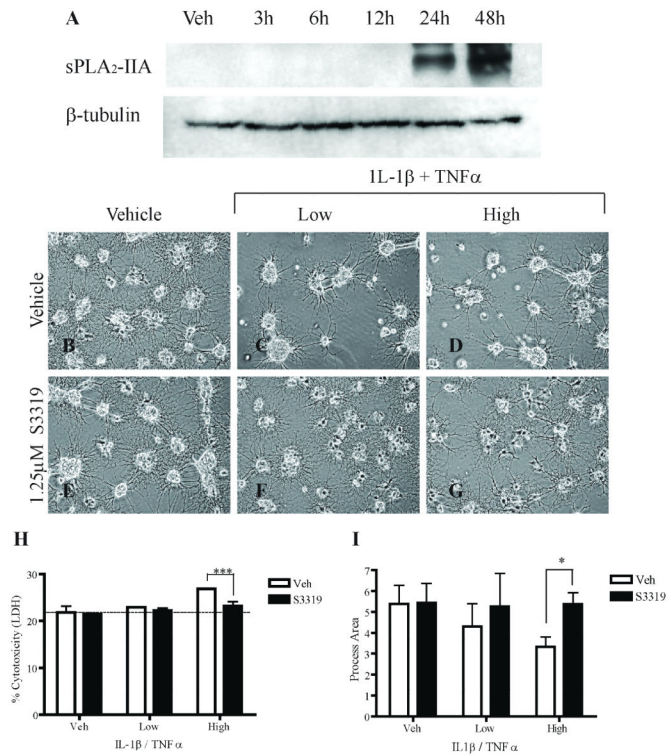 A Veh 3h 6h 12h 24h 48h
sPLA₂-IIA
β-tubulin
1L-1β + TNFα
Vehicle Low High
Vehicle
B C D
1.25µM S3319
E F G
H
***
Veh
S3319
30
20
10
0
% Cytotoxicity (LDH)
Veh Low High
IL-1β / TNF α
I
*
Veh
S3319
7
6
5
4
3
2
1
0
Process Area
Veh Low High
IL1β / TNF α